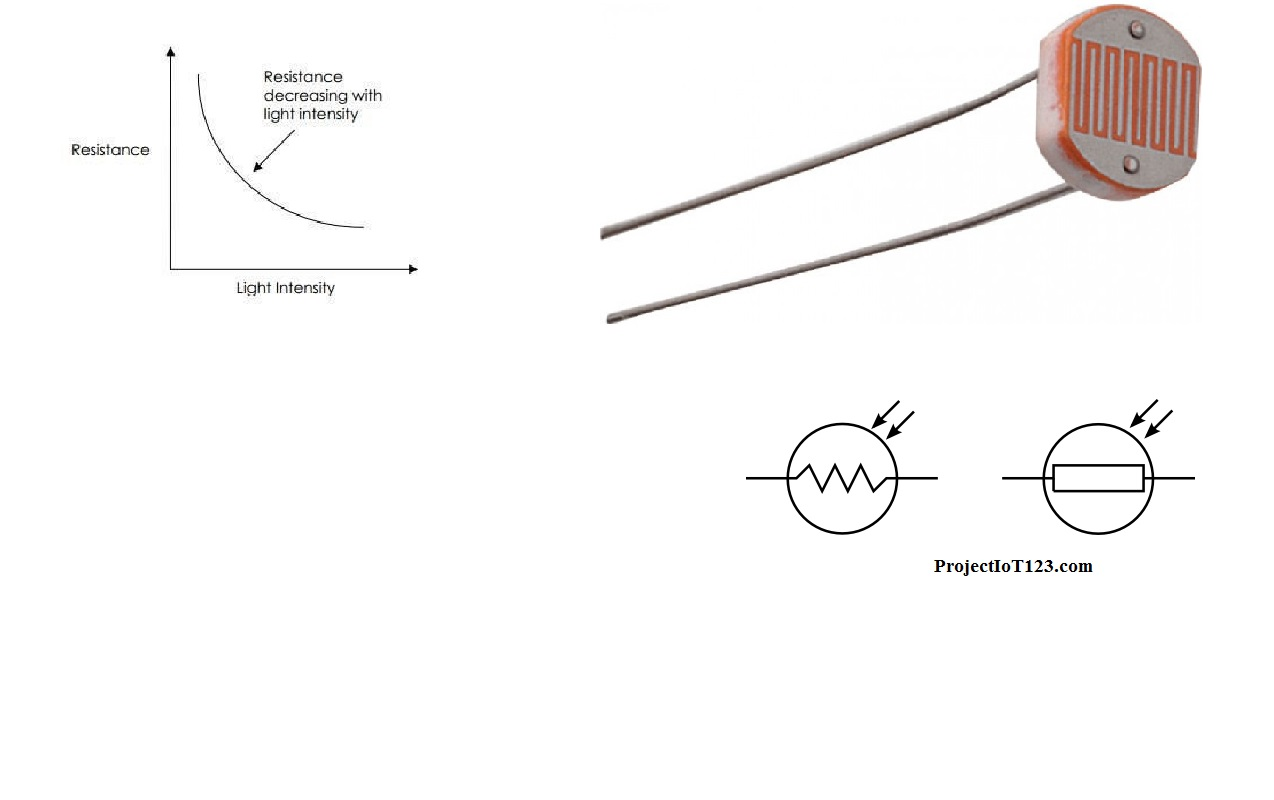 Resistance
decreasing with
light intensity
Resistance
Light Intensity
ProjectIoT123.com